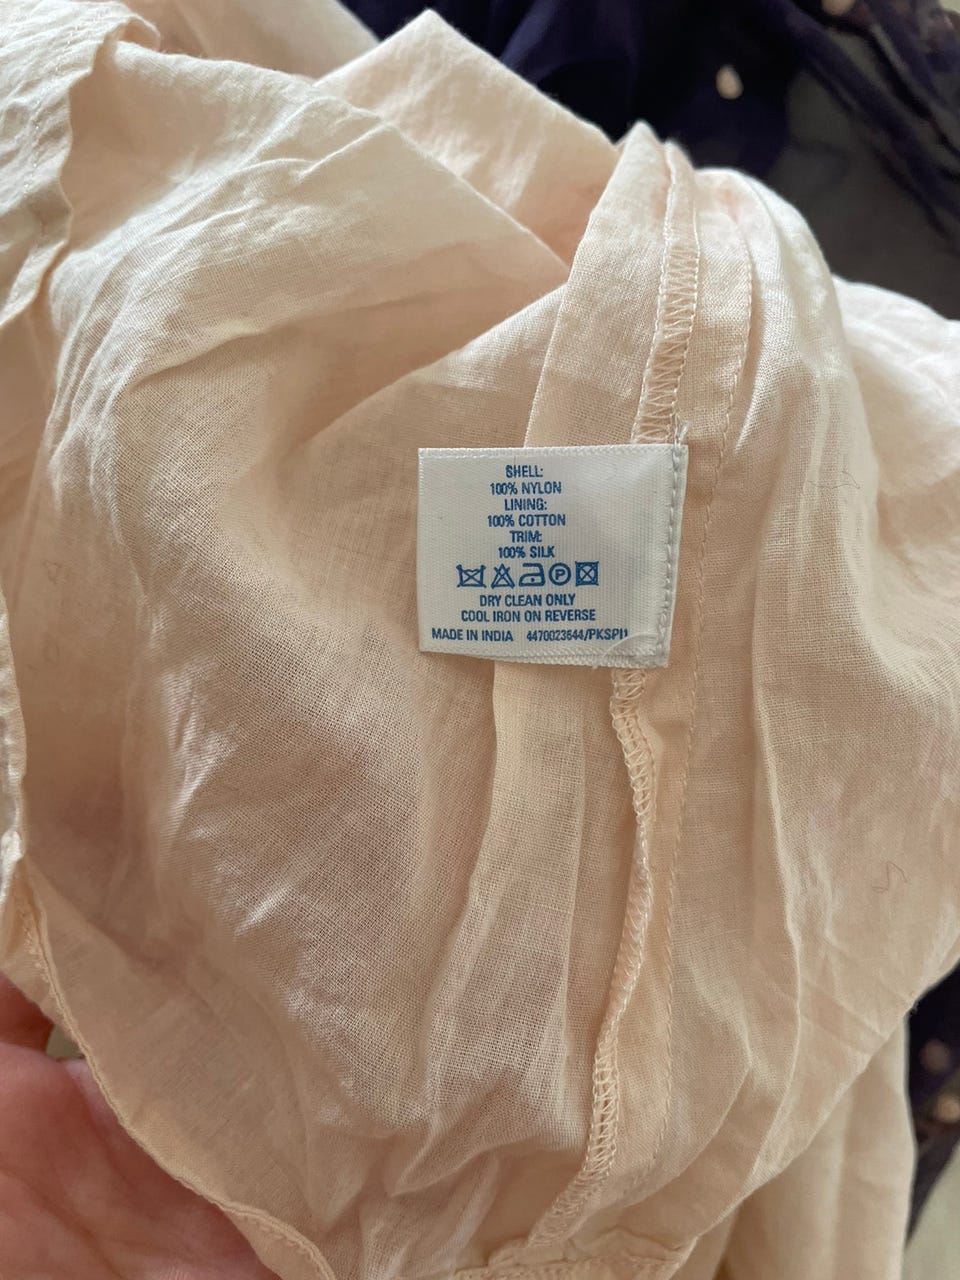 SHELL:
100% NYLON
LINING:
100% COTTON
TRIM:
100% SILK
P
DRY CLEAN ONLY
COOL IRON ON REVERSE
MADE IN INDIA 4470023644/PKSP11